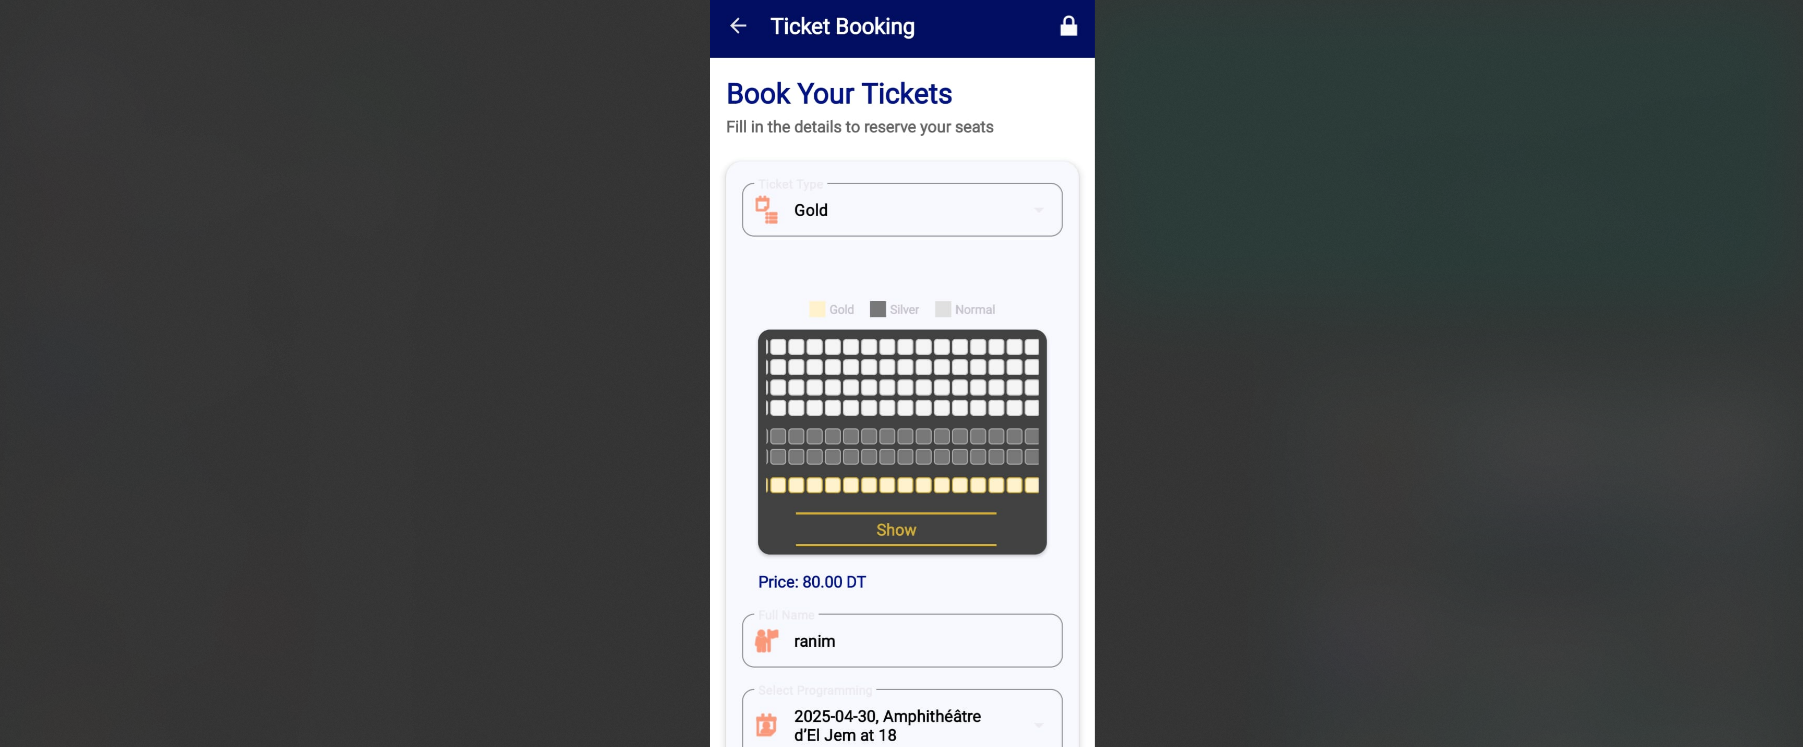 Ticket Booking
Book Your Tickets
Fill in the details to reserve your seats
Ticket Type
Gold
Gold Silver Normal
Show
Price: 80.00 DT
Full Name
ranim
Select Programming
2025-04-30, Amphithéâtre
d'El Jem at 18